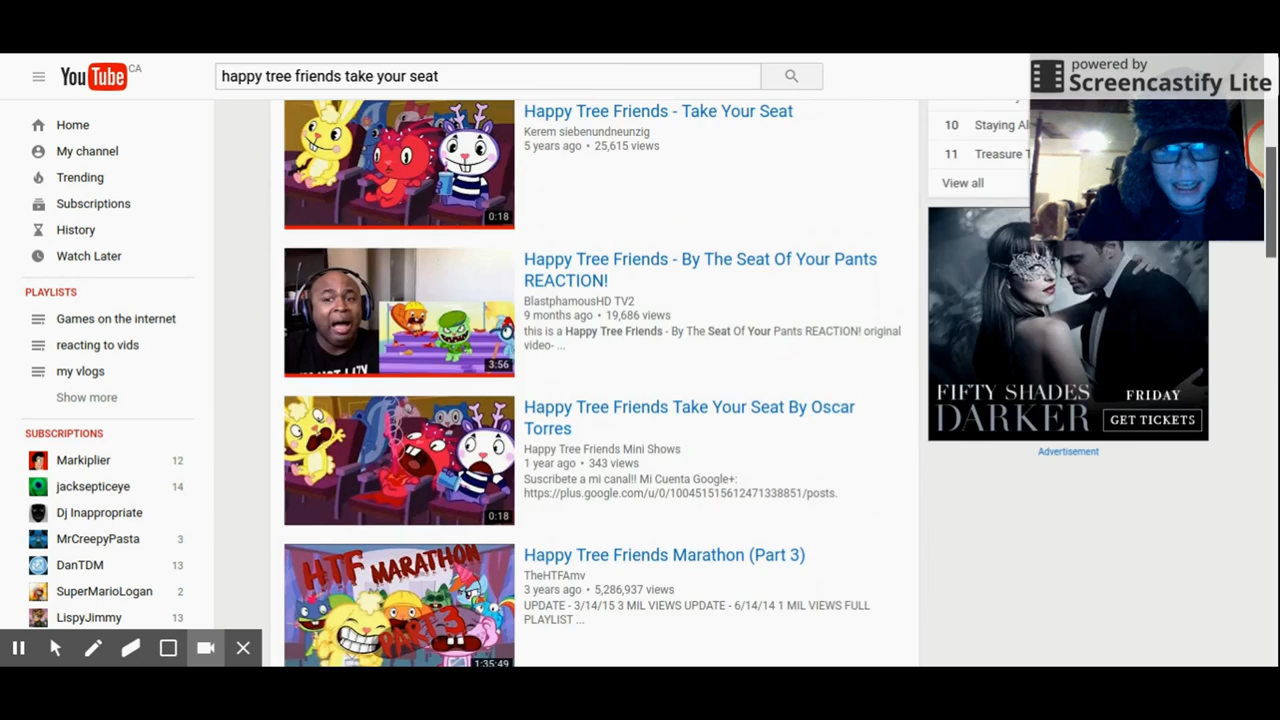 powered by
Screencastify Lite
YouTube CA
happy tree friends take your seat
Home
My channel
Trending
Subscriptions
History
Watch Later
PLAYLISTS
Games on the internet
reacting to vids
my vlogs
Show more
SUBSCRIPTIONS
Markiplier 12
jacksepticeye 14
Dj Inappropriate
MrCreepyPasta 3
DanTDM 13
SuperMarioLogan 2
LispyJimmy 13
Happy Tree Friends - Take Your Seat
Kerem siebenundneunzig
5 years ago • 25,615 views
0:18
Happy Tree Friends - By The Seat Of Your Pants
REACTION!
BlastphamousHD TV2
9 months ago • 19,686 views
this is a Happy Tree Friends - By The Seat Of Your Pants REACTION! original
video- ...
3:56
Happy Tree Friends Take Your Seat By Oscar
Torres
Happy Tree Friends Mini Shows
1 year ago • 343 views
Suscribete a mi canal!! Mi Cuenta Google+:
https://plus.google.com/u/0/100451515612471338851/posts.
0:18
Happy Tree Friends Marathon (Part 3)
TheHTFAmv
3 years ago • 5,286,937 views
UPDATE - 3/14/15 3 MIL VIEWS UPDATE - 6/14/14 1 MIL VIEWS FULL
PLAYLIST ...
HTF MARATHON
PART 3
1:35:49
10 Staying
11 Treasure
View all
FIFTY SHADES
DARKER
FRIDAY
GET TICKETS
Advertisement